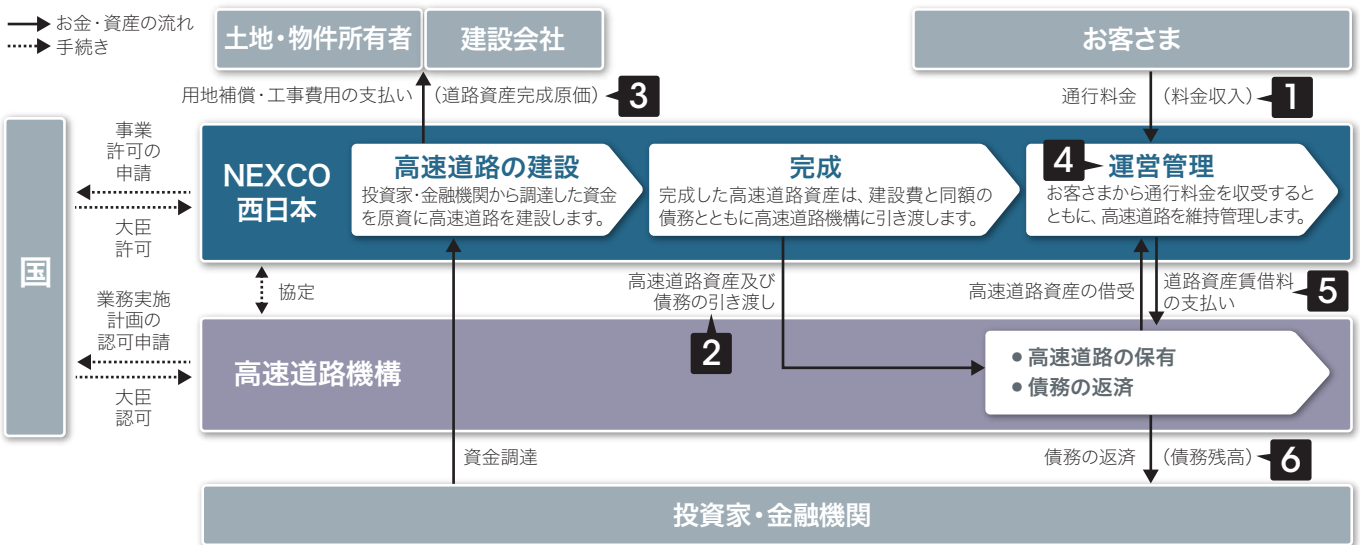 お金・資産の流れ
手続き
土地・物件所有者
建設会社
お客さま
用地補償・工事費用の支払い
(道路資産完成原価)
3
通行料金
(料金収入)
1
国
事業
許可の
申請
大臣
許可
NEXCO
西日本
高速道路の建設
投資家・金融機関から調達した資金
を原資に高速道路を建設します。
完成
完成した高速道路資産は、建設費と同額の
債務とともに高速道路機構に引き渡します。
4
運営管理
お客さまから通行料金を収受すると
ともに、高速道路を維持管理します。
協定
高速道路資産及び
債務の引き渡し
2
高速道路資産の借受
道路資産賃借料
の支払い
5
業務実施
計画の
認可申請
大臣
認可
高速道路機構
● 高速道路の保有
● 債務の返済
資金調達
債務の返済
(債務残高)
6
投資家・金融機関